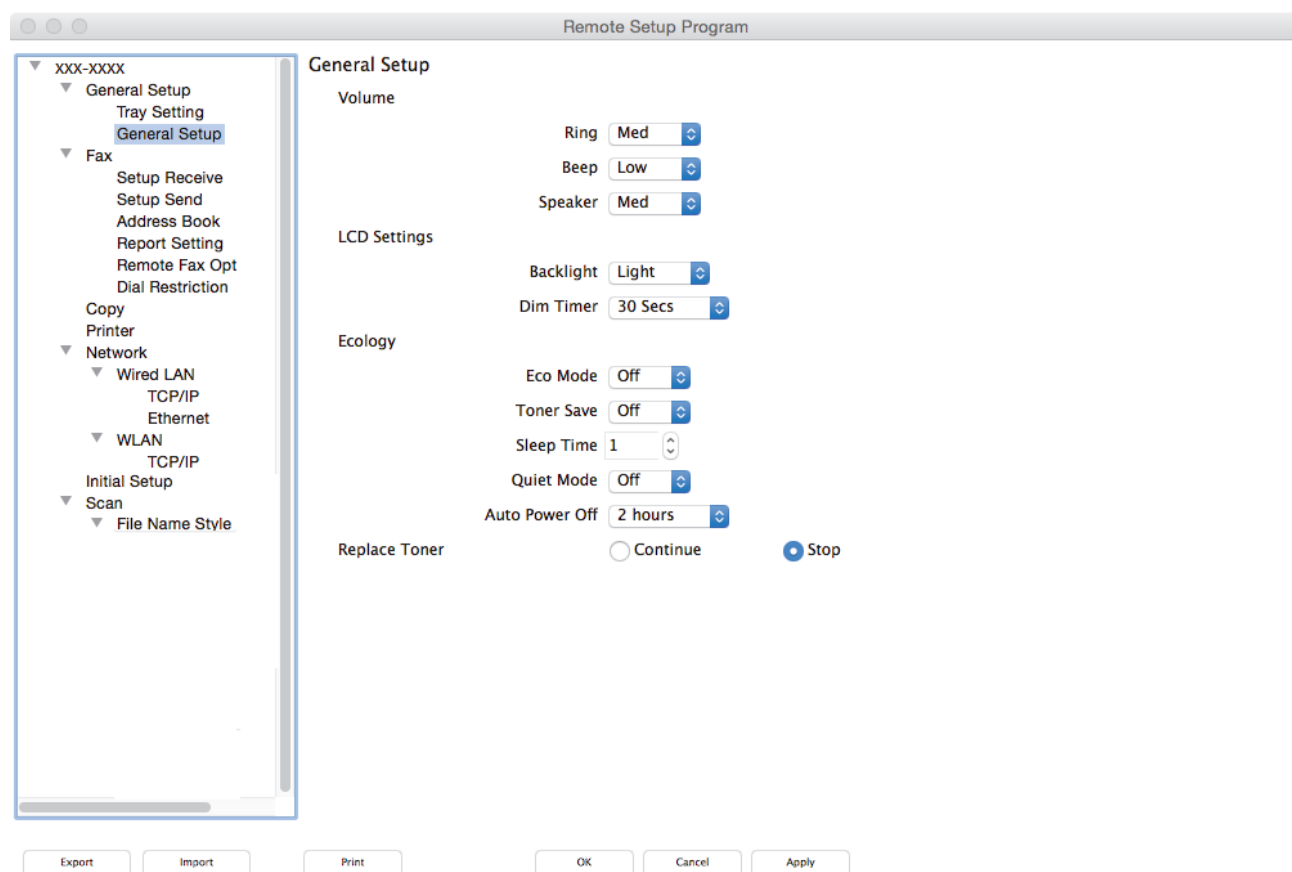 Remote Setup Program
XXX-XXXX
General Setup
Tray Setting
General Setup
Fax
Setup Receive
Setup Send
Address Book
Report Setting
Remote Fax Opt
Dial Restriction
Copy
Printer
Network
Wired LAN
TCP/IP
Ethernet
WLAN
TCP/IP
Initial Setup
Scan
File Name Style
General Setup
Volume
Ring Med
Beep Low
Speaker Med
LCD Settings
Backlight Light
Dim Timer 30 Secs
Ecology
Eco Mode Off
Toner Save Off
Sleep Time 1
Quiet Mode Off
Auto Power Off 2 hours
Replace Toner Continue Stop
Export Import Print OK Cancel Apply